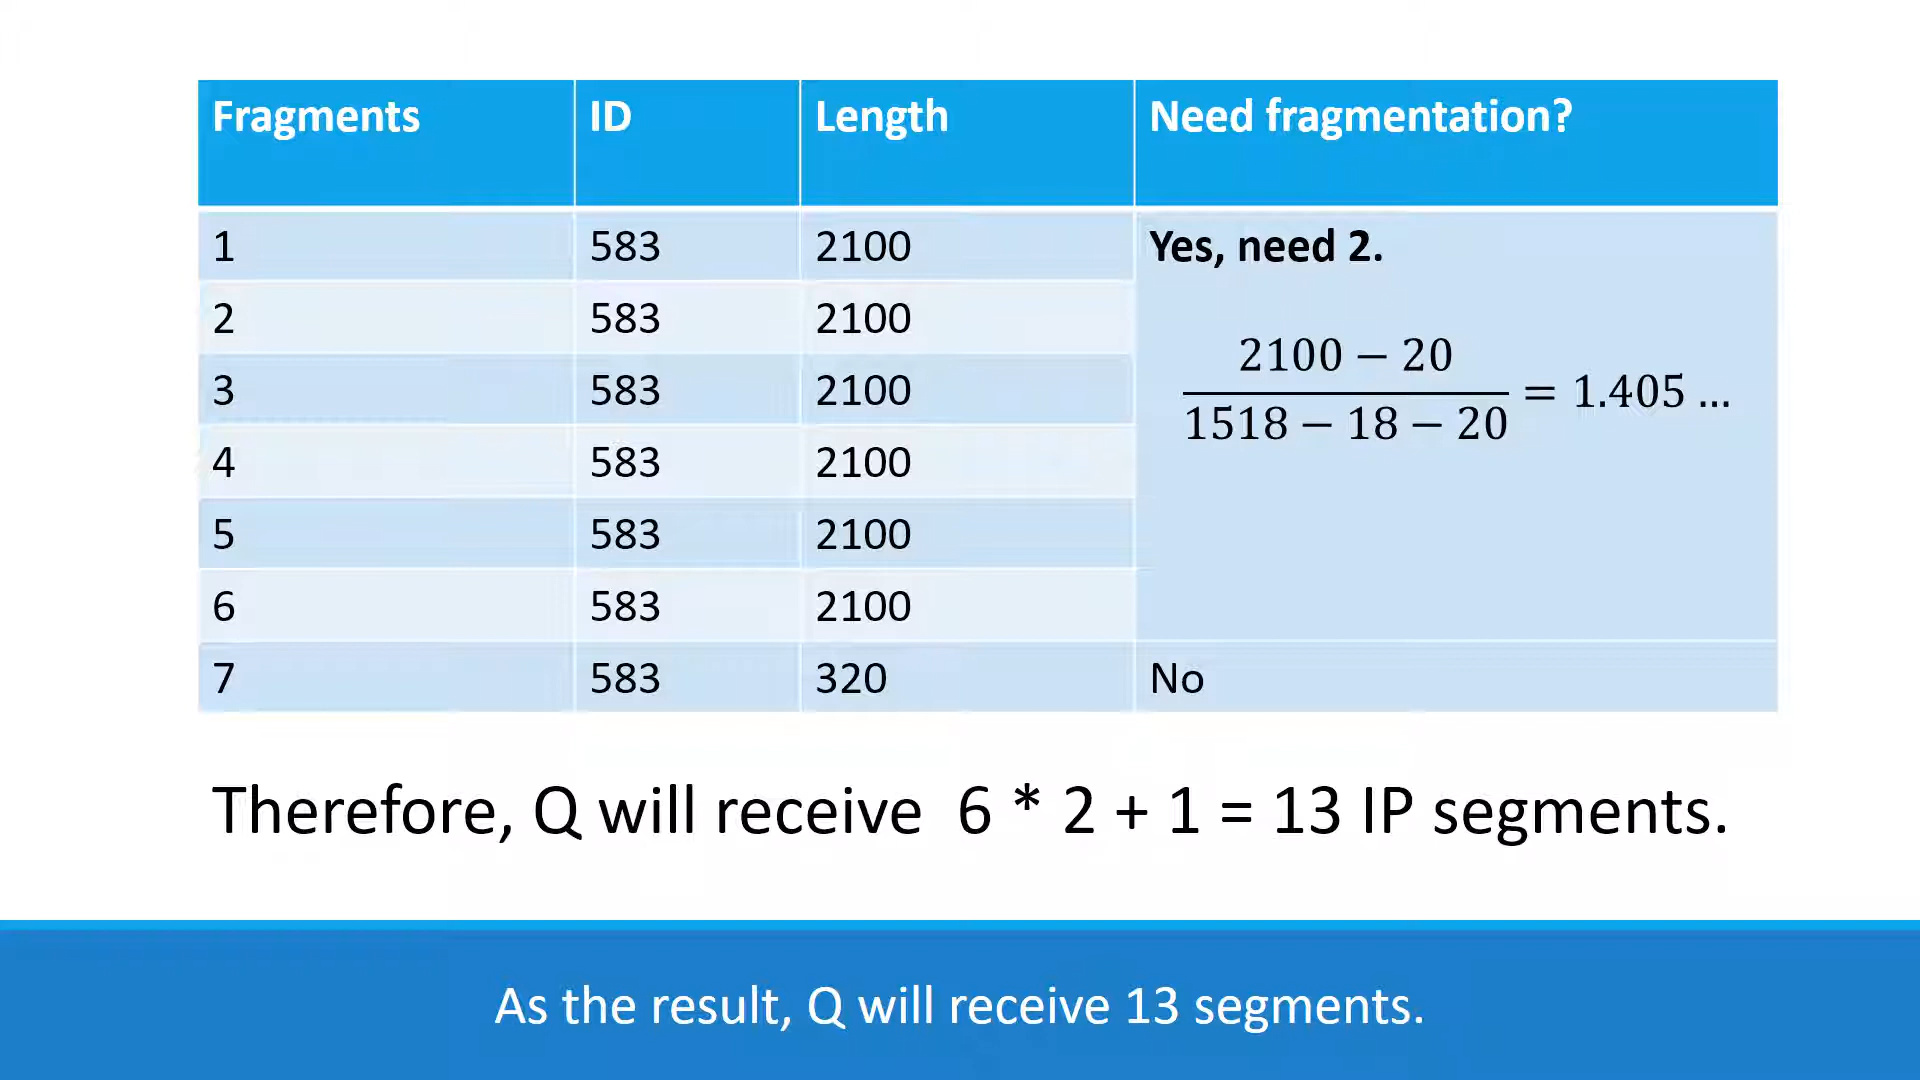 Fragments ID Length Need fragmentation?
1 583 2100 Yes, need 2.
2 583 2100
2100 − 20
3 583 2100
1518 − 18 − 20 = 1.405 ...
4 583 2100
5 583 2100
6 583 2100
7 583 320 No
Therefore, Q will receive 6 * 2 + 1 = 13 IP segments.
As the result, Q will receive 13 segments.